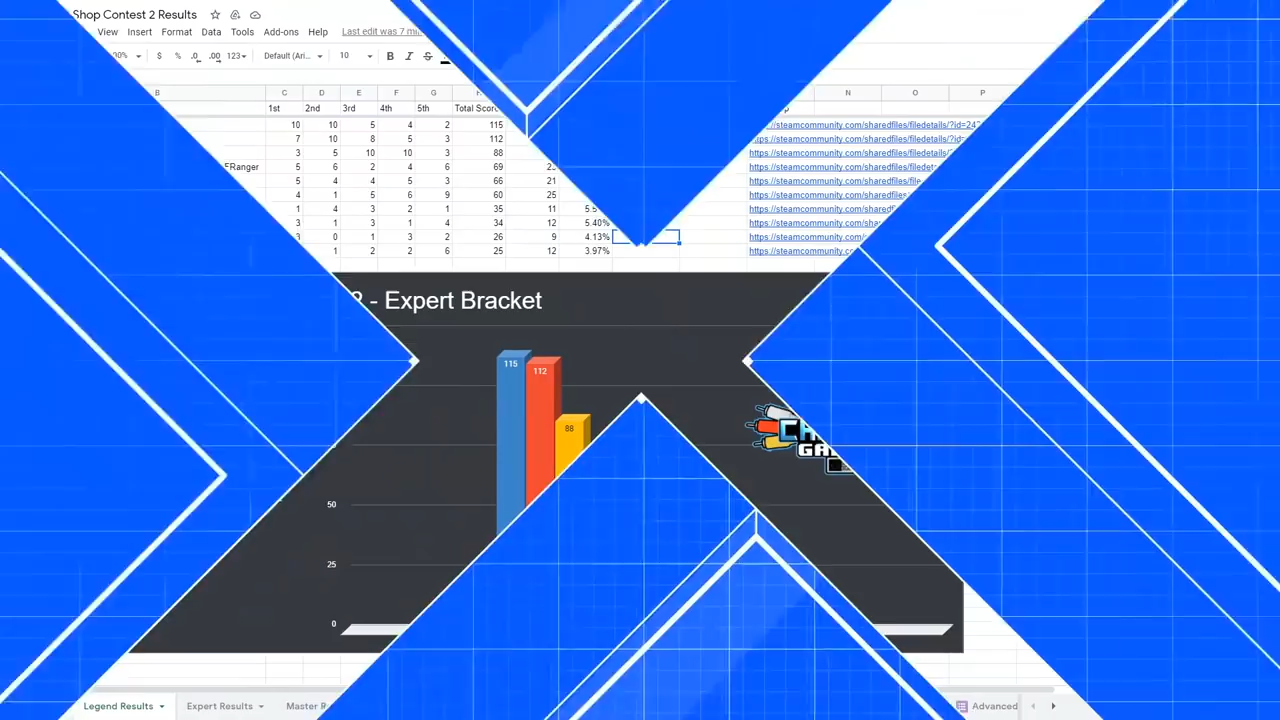 Shop Contest 2 Results
View Insert Format Data Tools Add-ons Help Last edit was 7
$ % .0 .00 123 Default (Ari... 10 B I S
B C D E F G N O P
1st 2nd 3rd 4th 5th Total Score
10 10 5 4 2 115 https://steamcommunity.com/sharedfiles/filedetails/?id=247
7 10 8 5 3 112 https://steamcommunity.com/sharedfiles/filedetails/?id=
3 5 10 10 3 88 https://steamcommunity.com/sharedfiles/filedetails/?
Ranger 5 6 2 4 6 69 https://steamcommunity.com/sharedfiles/filedeta
5 4 4 5 3 66 21 https://steamcommunity.com/sharedfiles/file
4 1 5 6 9 60 25 https://steamcommunity.com/sharedfiles
1 4 3 2 1 35 11 https://steamcommunity.com/sharedf
3 1 3 1 4 34 12 5.40% https://steamcommunity.com/sha
3 0 1 3 2 26 9 4.13% https://steamcommunity.com/
1 2 2 6 25 12 3.97% https://steamcommunity.co
- Expert Bracket
115
112
88
50
25
0
Legend Results Expert Results Master Advanced